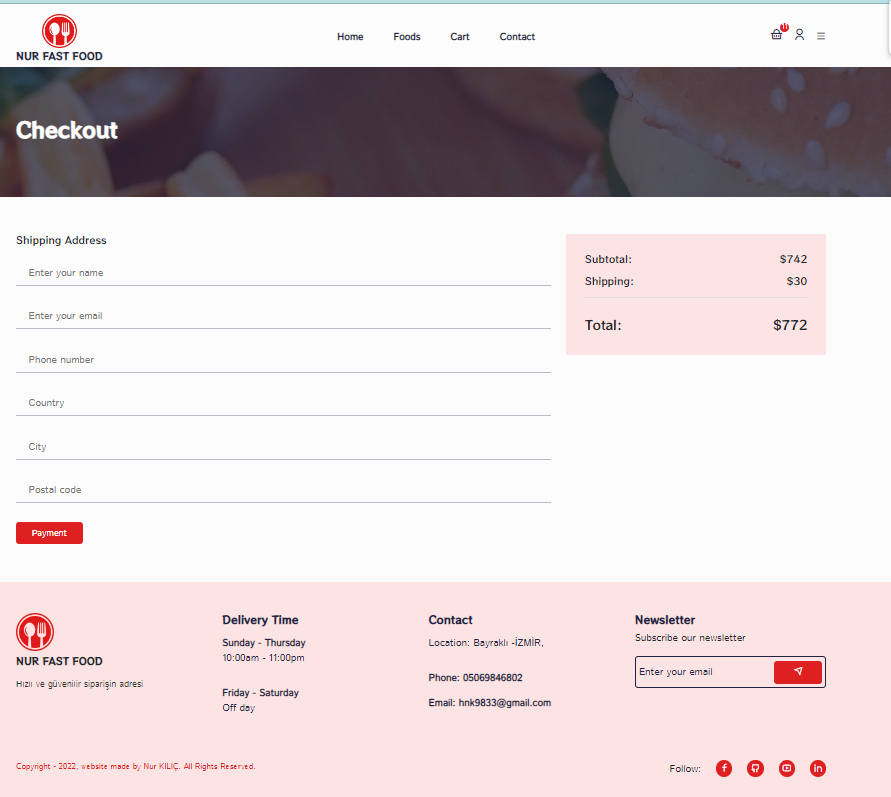 NUR FAST FOOD
Home
Foods
Cart
Contact
11
Checkout
Shipping Address
Enter your name
Enter your email
Phone number
Country
City
Postal code
Payment
Subtotal: $742
Shipping: $30
Total: $772
NUR FAST FOOD
Hızlı ve güvenilir siparişin adresi
Delivery Time
Sunday - Thursday
10:00am - 11:00pm
Friday - Saturday
Off day
Contact
Location: Bayraklı -İZMİR,
Phone: 05069846802
Email: hnk9833@gmail.com
Newsletter
Subscribe our newsletter
Enter your email
Copyright - 2022, website made by Nur KILIÇ. All Rights Reserved.
Follow: